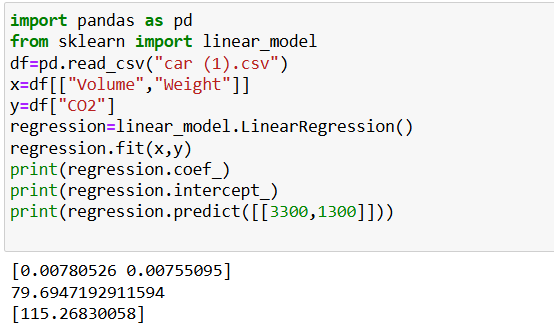 import pandas as pd
from sklearn import linear_model
df=pd.read_csv("car (1).csv")
x=df[["Volume","Weight"]]
y=df["CO2"]
regression=linear_model.LinearRegression()
regression.fit(x,y)
print(regression.coef_)
print(regression.intercept_)
print(regression.predict([[3300,1300]]))
[0.00780526 0.00755095]
79.6947192911594
[115.26830058]